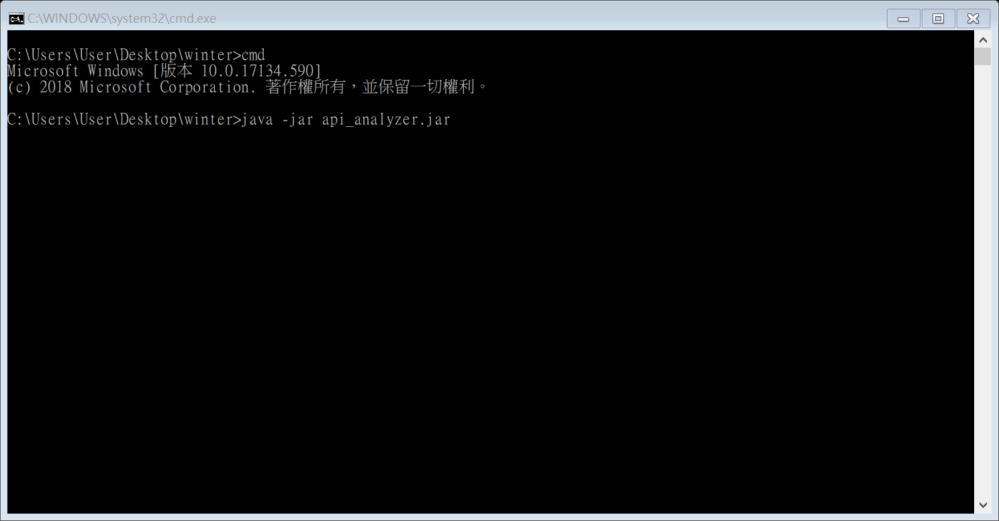 C:\WINDOWS\system32\cmd.exe
C:\Users\User\Desktop\winter>cmd
Microsoft Windows [版本 10.0.17134.590]
(c) 2018 Microsoft Corporation. 著作權所有，並保留一切權利。
C:\Users\User\Desktop\winter>java -jar api_analyzer.jar